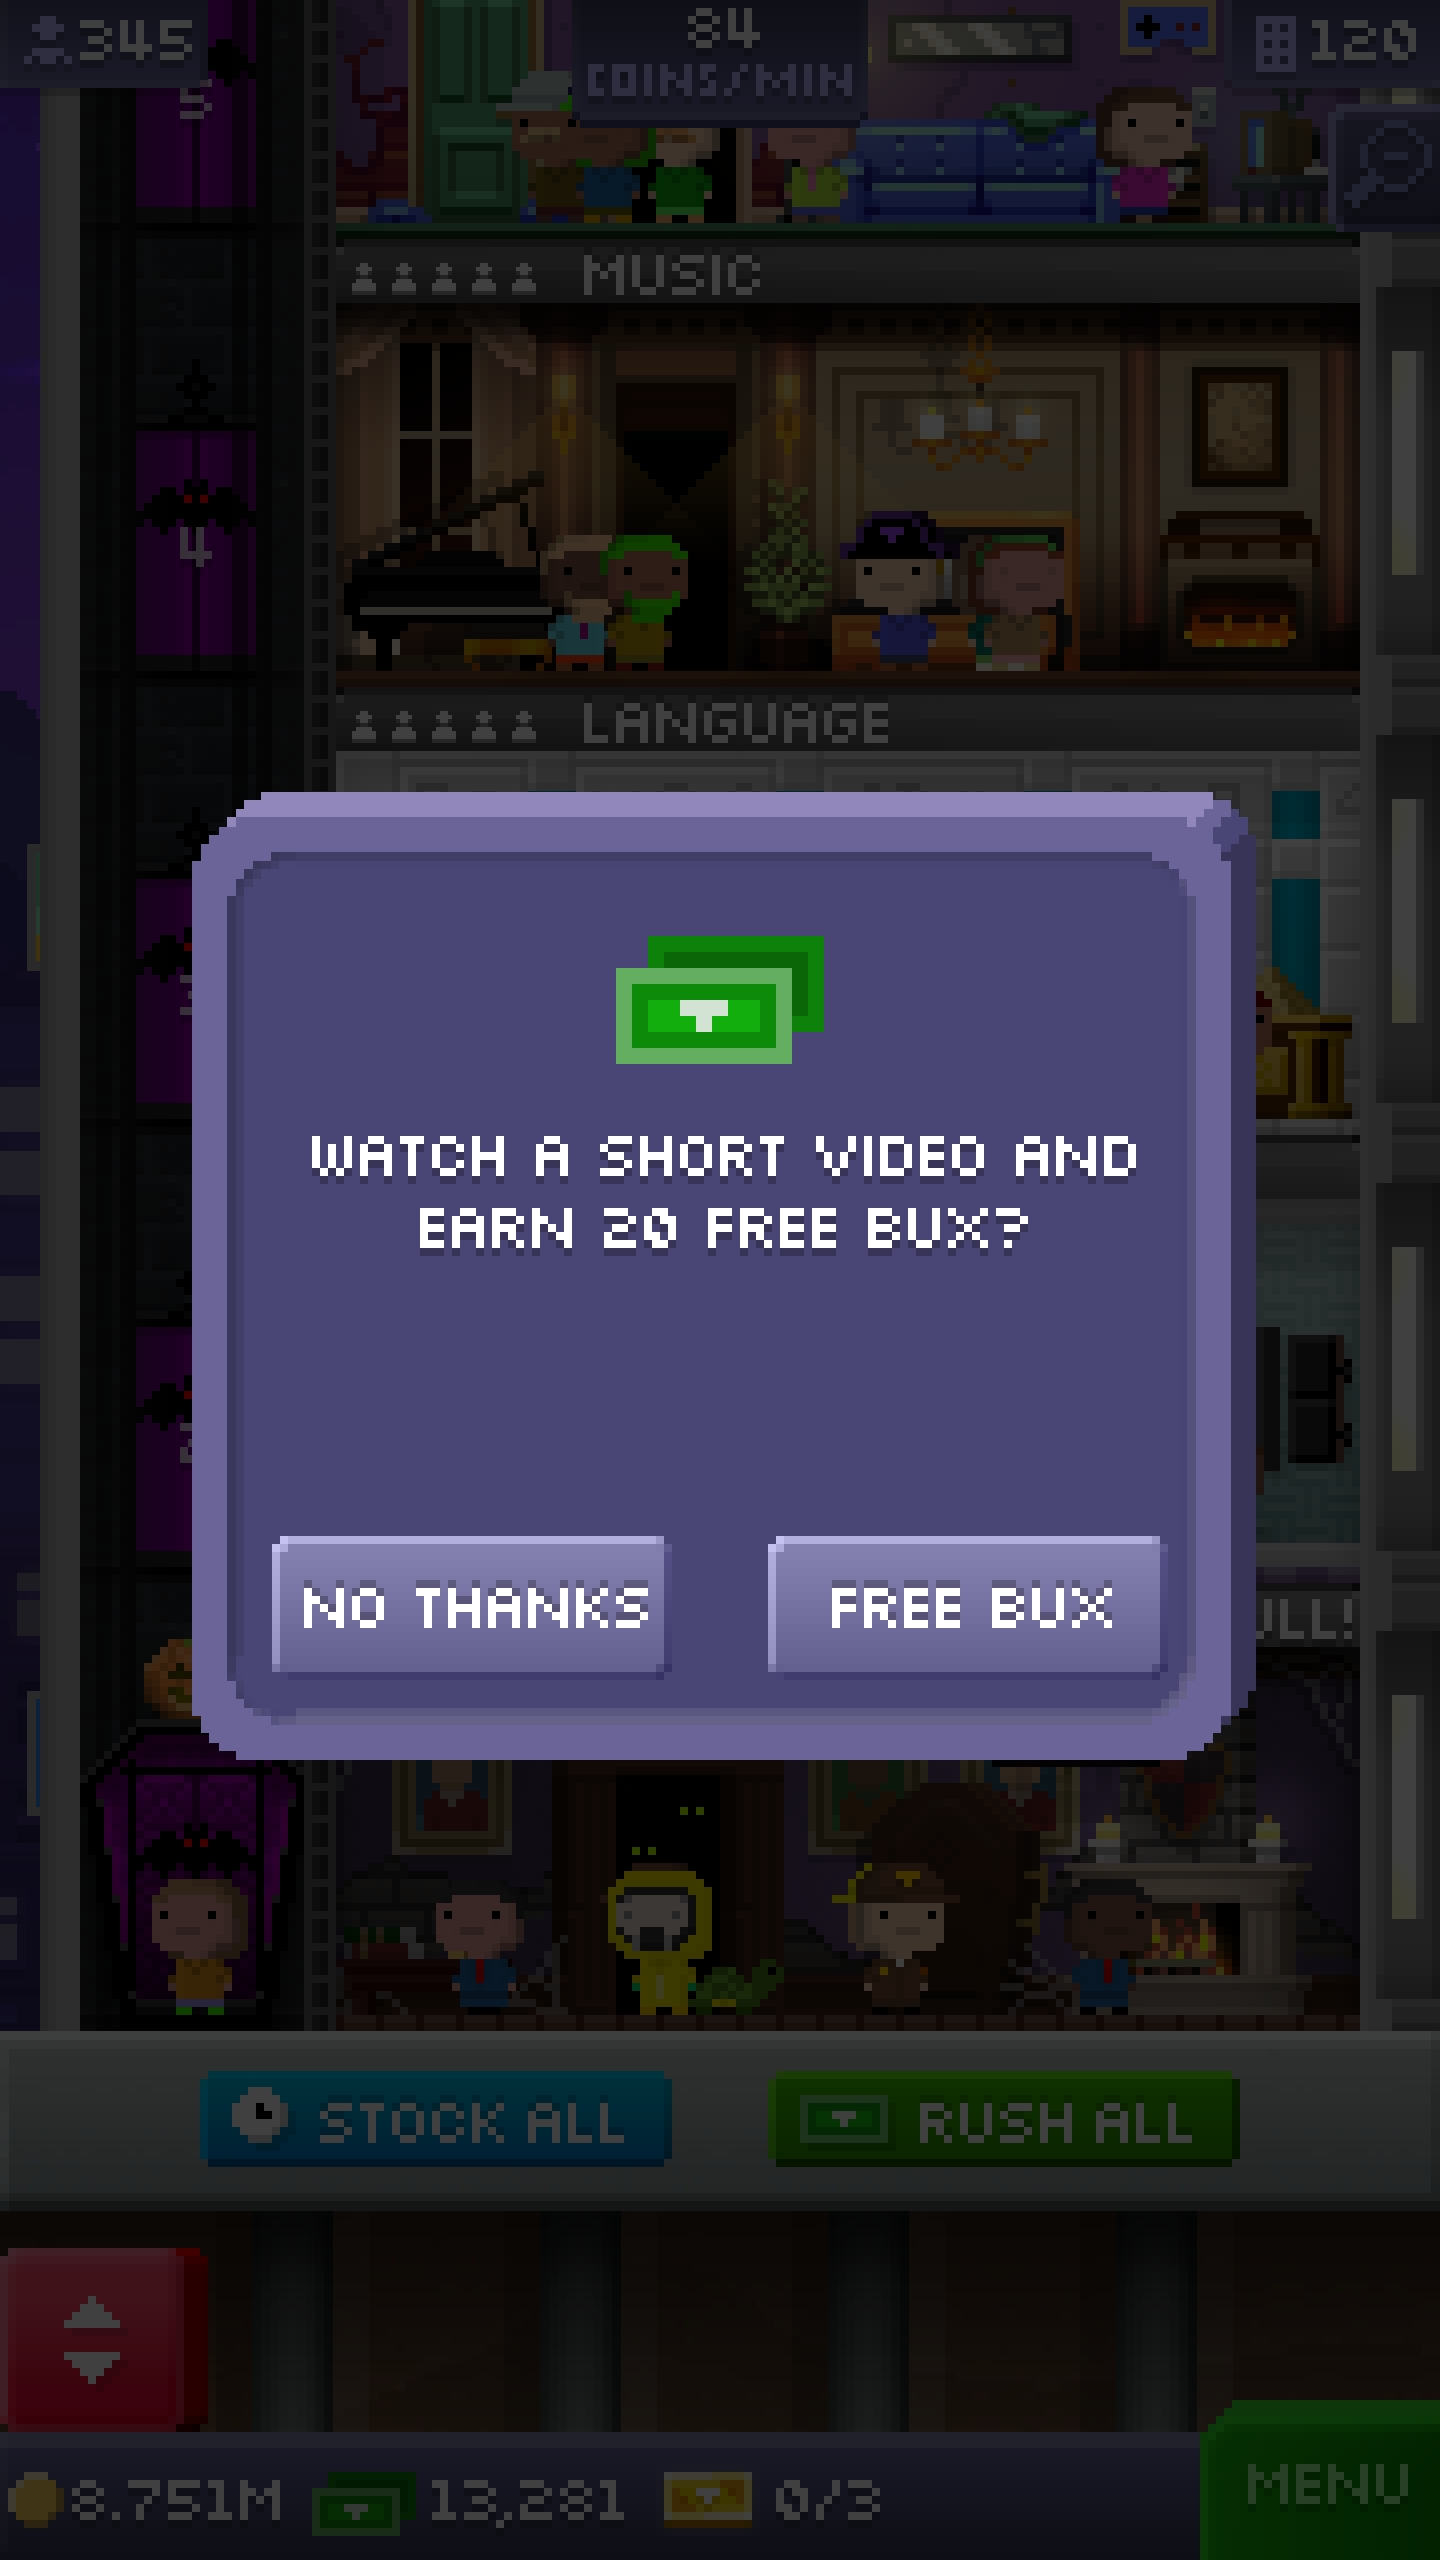 345
84
COINS/MIN
120
5
MUSIC
4
LANGUAGE
WATCH A SHORT VIDEO AND
EARN 20 FREE BUX?
NO THANKS
FREE BUX
STOCK ALL
RUSH ALL
8.751M
13,281
0/3
MENU